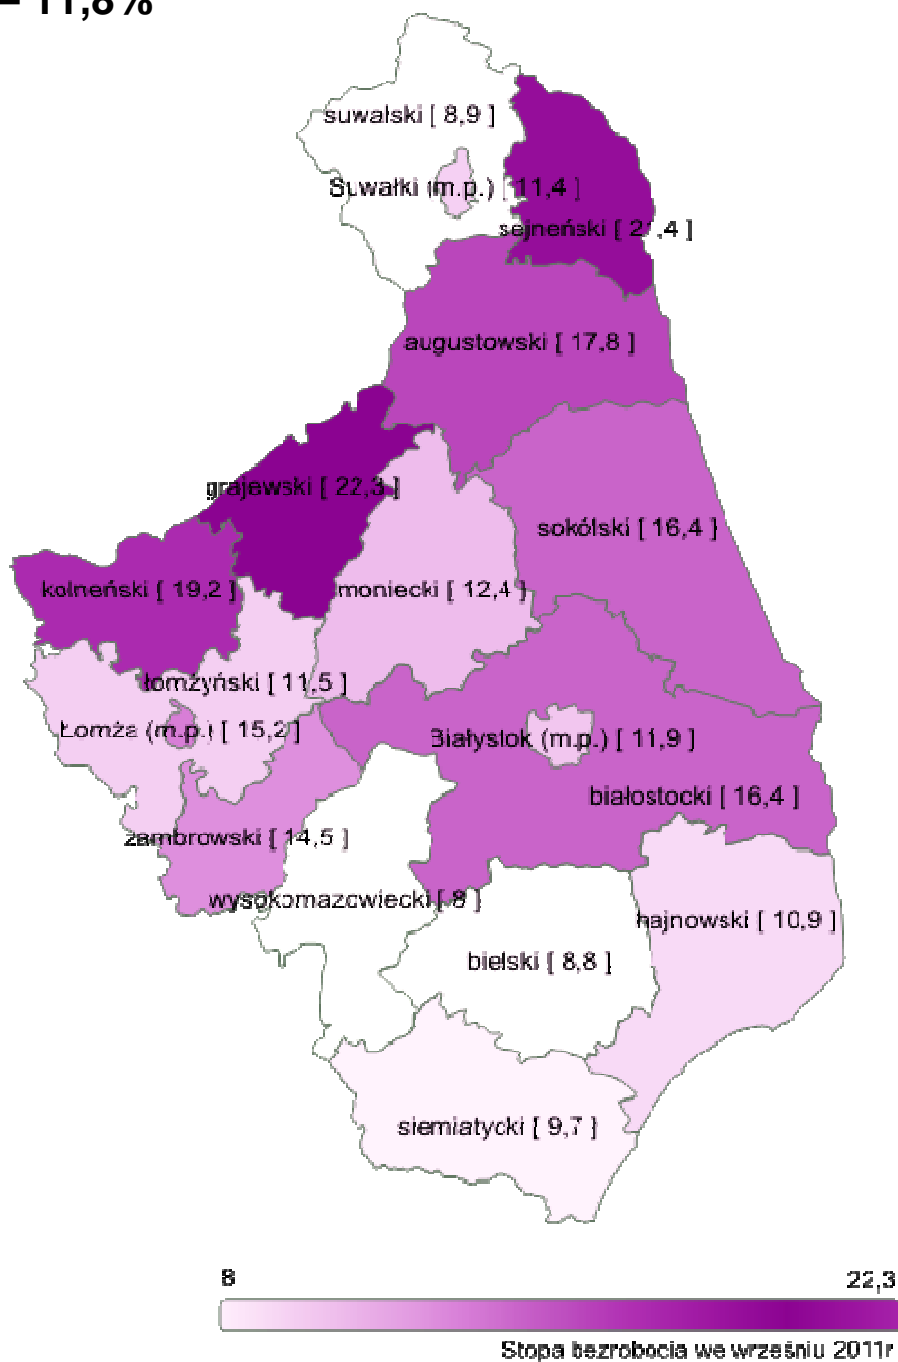 = 11,8%
suwalski [ 8,9 ]
Suwałki (m.p.) [ 11,4 ]
sejneński [ 21,4 ]
augustowski [ 17,8 ]
grajewski [ 22,3 ]
sokólski [ 16,4 ]
kolneński [ 19,2 ]
moniecki [ 12,4 ]
łomżyński [ 11,5 ]
Łomża (m.p.) [ 15,2 ]
Białystok (m.p.) [ 11,9 ]
białostocki [ 16,4 ]
zambrowski [ 14,5 ]
wysokomazowiecki [ 8 ]
hajnowski [ 10,9 ]
bielski [ 8,8 ]
siemiatycki [ 9,7 ]
8 22,3
Stopa bezrobocia we wrześniu 2011r